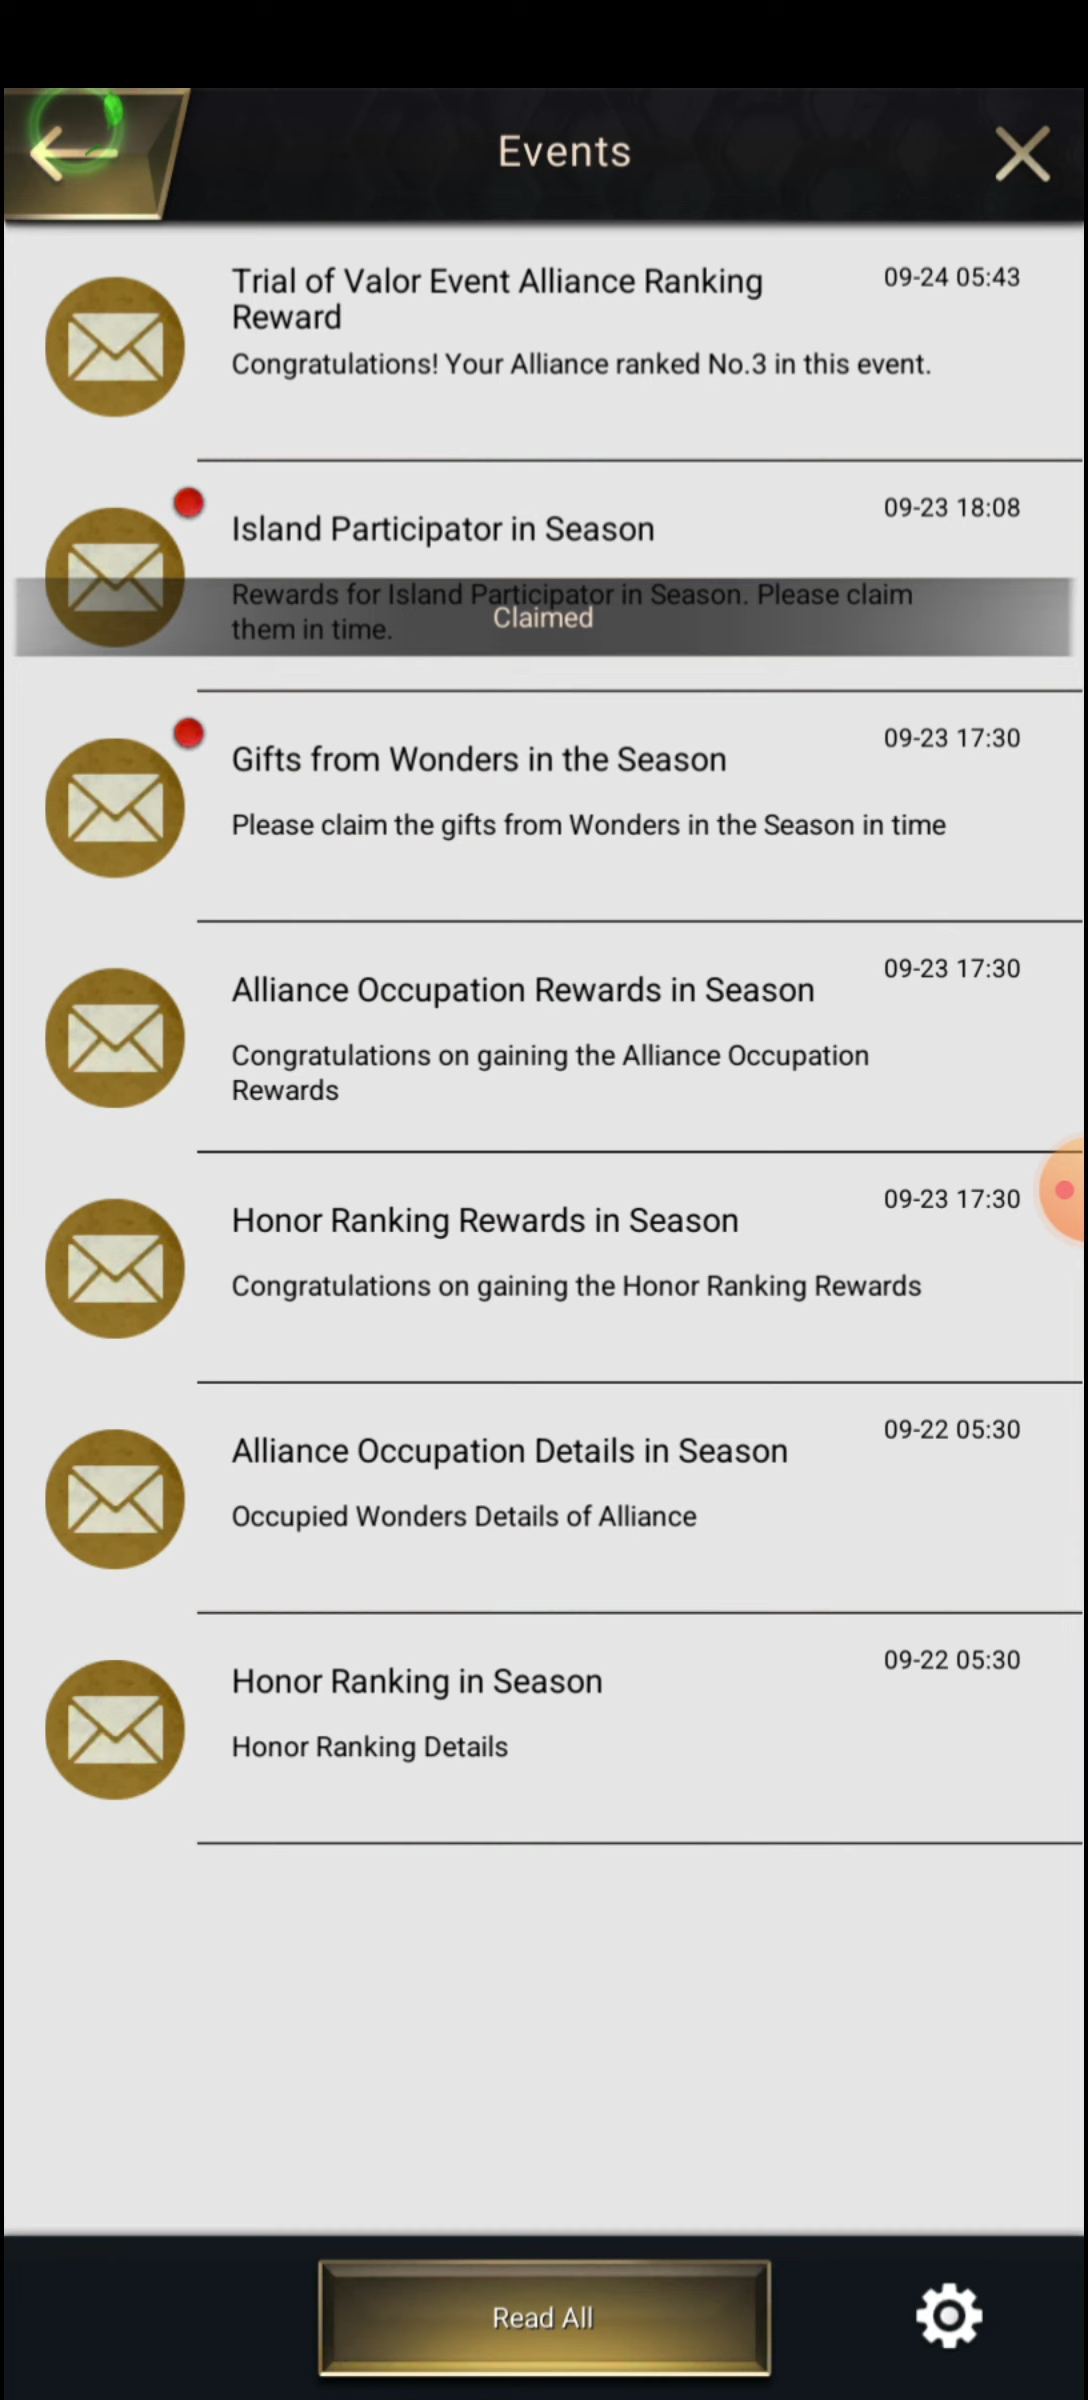 Events
Trial of Valor Event Alliance Ranking
Reward
09-24 05:43
Congratulations! Your Alliance ranked No.3 in this event.
Island Participator in Season
09-23 18:08
Rewards for Island Participator in Season. Please claim
them in time.
Claimed
Gifts from Wonders in the Season
09-23 17:30
Please claim the gifts from Wonders in the Season in time
Alliance Occupation Rewards in Season
09-23 17:30
Congratulations on gaining the Alliance Occupation
Rewards
Honor Ranking Rewards in Season
09-23 17:30
Congratulations on gaining the Honor Ranking Rewards
Alliance Occupation Details in Season
09-22 05:30
Occupied Wonders Details of Alliance
Honor Ranking in Season
09-22 05:30
Honor Ranking Details
Read All